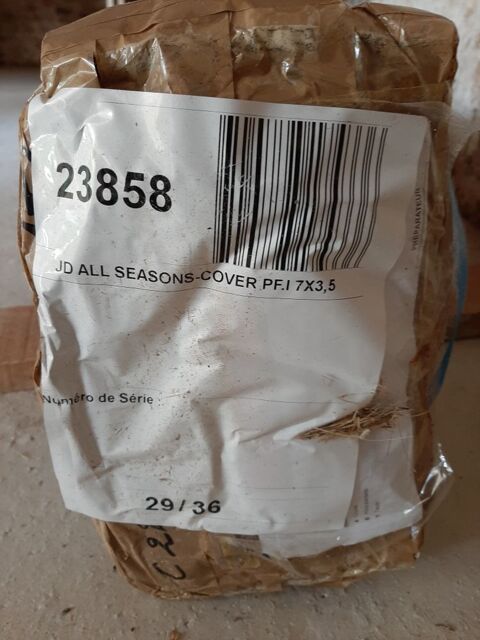 23858
JD ALL SEASONS-COVER PF.I 7X3,5
PRÉPARATEUR
Numéro de Série
29 / 36